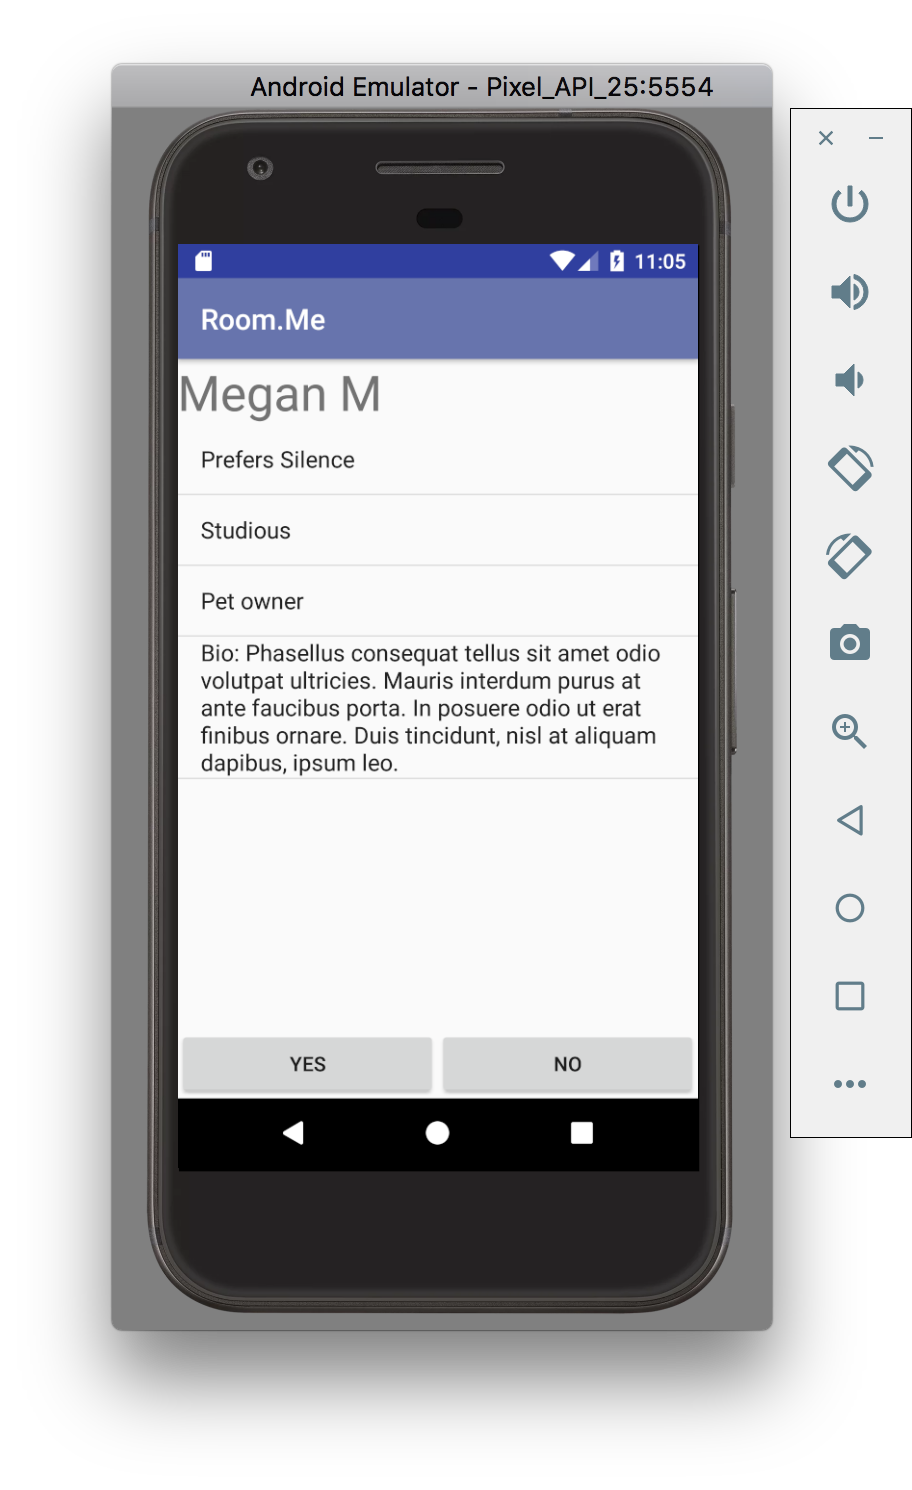 Android Emulator - Pixel_API_25:5554
11:05
Room.Me
Megan M
Prefers Silence
Studious
Pet owner
Bio: Phasellus consequat tellus sit amet odio
volutpat ultricies. Mauris interdum purus at
ante faucibus porta. In posuere odio ut erat
finibus ornare. Duis tincidunt, nisl at aliquam
dapibus, ipsum leo.
YES
NO